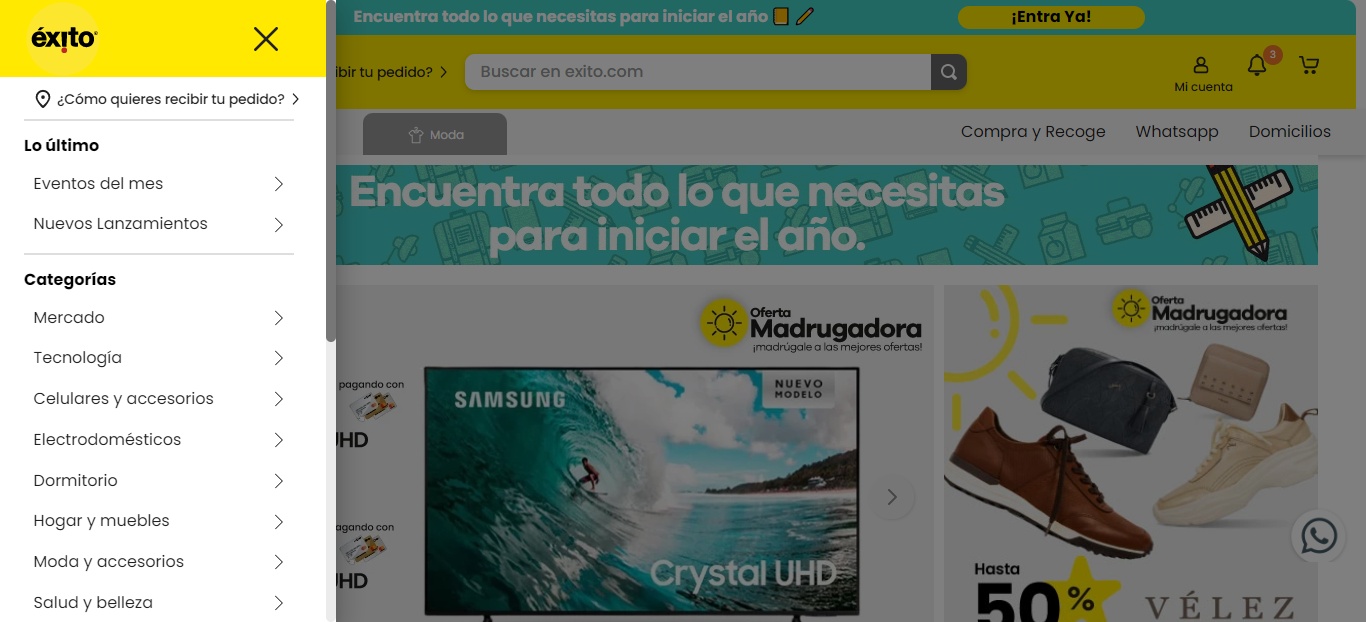 éxito
¿Cómo quieres recibir tu pedido?
Lo último
Eventos del mes
Nuevos Lanzamientos
Categorías
Mercado
Tecnología
Celulares y accesorios
Electrodomésticos
Dormitorio
Hogar y muebles
Moda y accesorios
Salud y belleza
Encuentra todo lo que necesitas para iniciar el año
¡Entra Ya!
ibir tu pedido?
Buscar en exito.com
Mi cuenta
3
Moda
Compra y Recoge
Whatsapp
Domicilios
Encuentra todo lo que necesitas
para iniciar el año.
Oferta
Madrugadora
¡madrúgale a las mejores ofertas!
pagando con
UHD
pagando con
UHD
SAMSUNG
NUEVO
MODELO
Crystal UHD
Oferta
Madrugadora
¡madrúgale a las mejores ofertas!
Hasta
50%
VÉLEZ